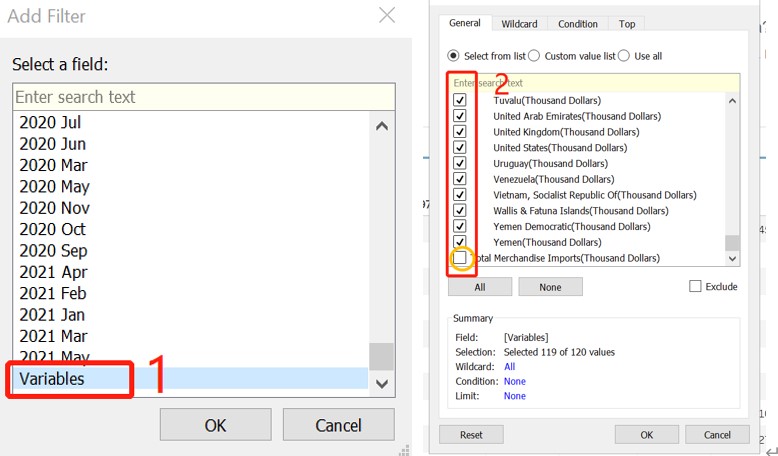 Add Filter
Select a field:
Enter search text
2020 Jul
2020 Jun
2020 Mar
2020 May
2020 Nov
2020 Oct
2020 Sep
2021 Apr
2021 Feb
2021 Jan
2021 Mar
2021 May
Variables
1
OK Cancel
General Wildcard Condition Top
Select from list Custom value list Use all
Enter search text
2
Tuvalu(Thousand Dollars)
United Arab Emirates(Thousand Dollars)
United Kingdom(Thousand Dollars)
United States(Thousand Dollars)
Uruguay(Thousand Dollars)
Venezuela(Thousand Dollars)
Vietnam, Socialist Republic Of(Thousand Dollars)
Wallis & Fatuna Islands(Thousand Dollars)
Yemen Democratic(Thousand Dollars)
Yemen(Thousand Dollars)
Total Merchandise Imports(Thousand Dollars)
All None Exclude
Summary
Field: [Variables]
Selection: Selected 119 of 120 values
Wildcard: All
Condition: None
Limit: None
Reset OK Cancel